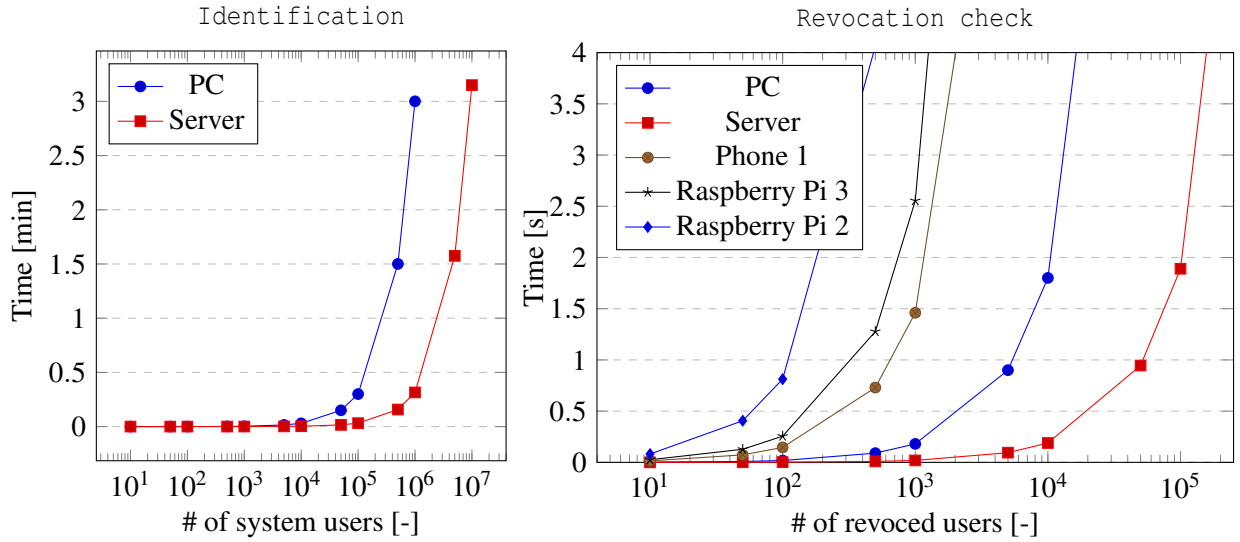 Identification
PC
Server
3
2.5
2
1.5
1
0.5
0
Time [min]
10^1 10^2 10^3 10^4 10^5 10^6 10^7
# of system users [-]
Revocation check
PC
Server
Phone 1
Raspberry Pi 3
Raspberry Pi 2
4
3.5
3
2.5
2
1.5
1
0.5
0
Time [s]
10^1 10^2 10^3 10^4 10^5
# of revoced users [-]